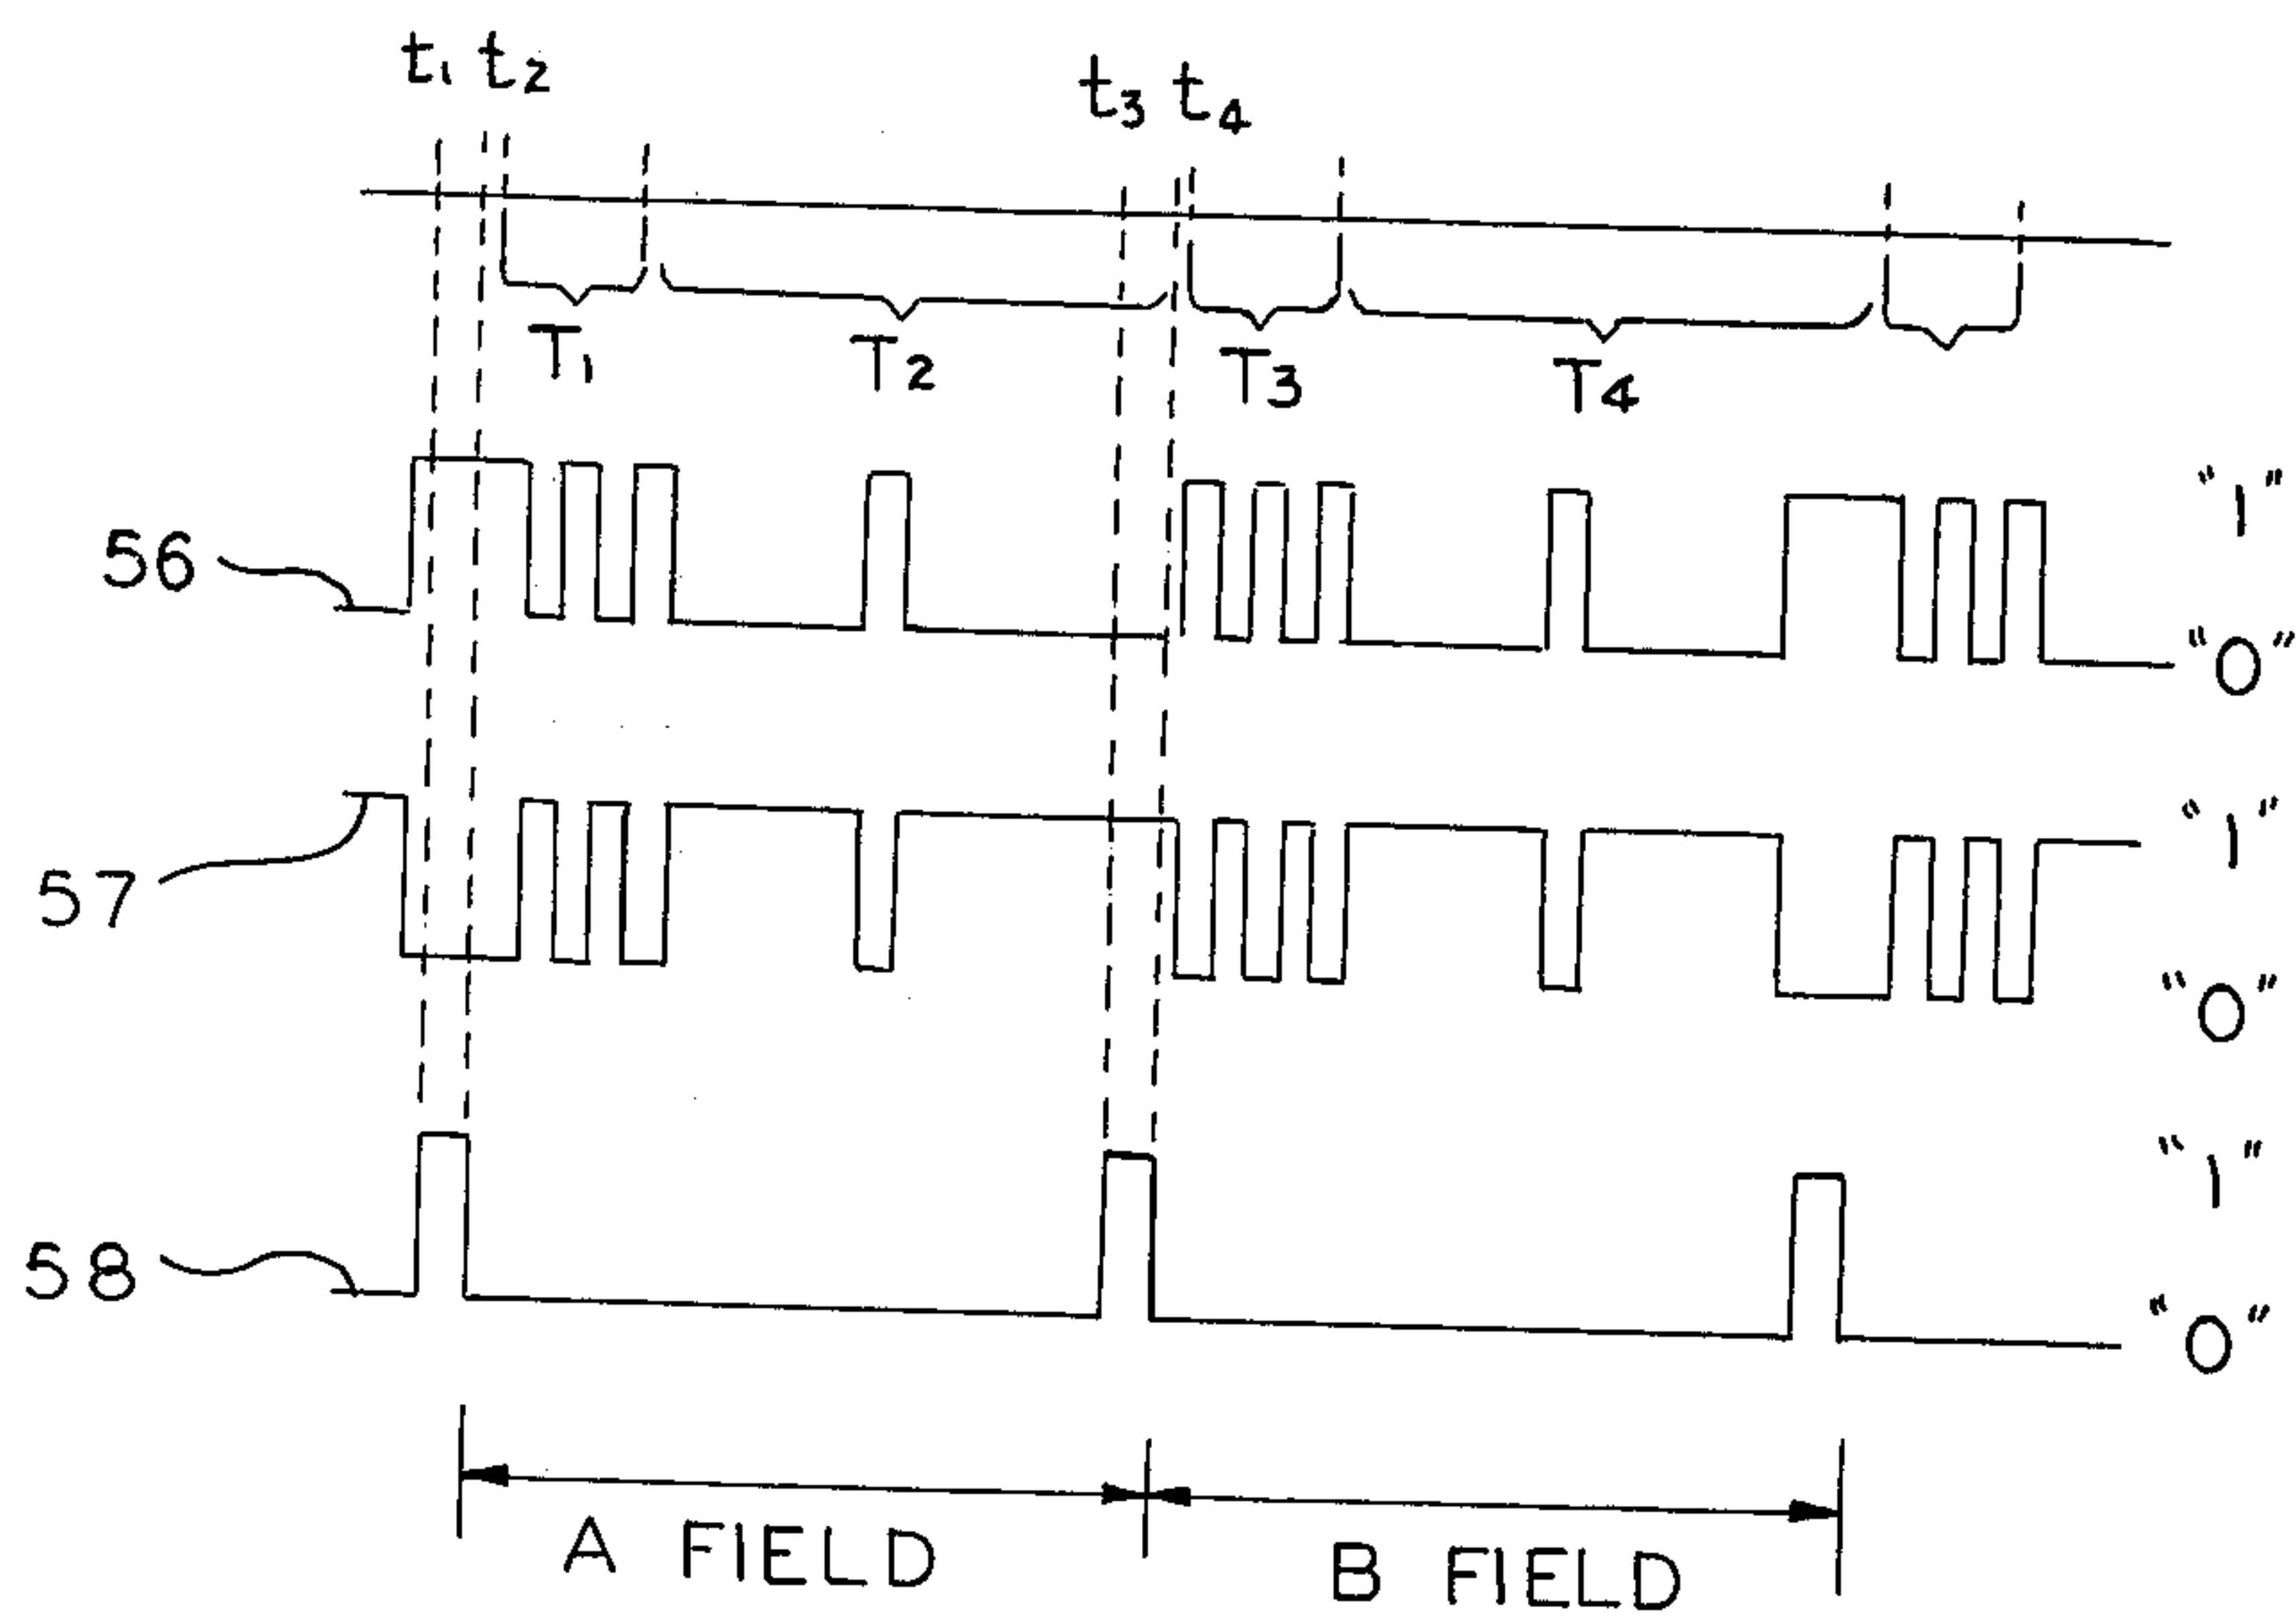 t1 t2 t3 t4
T1 T2 T3 T4
56 "1"
"0"
57 "1"
"0"
58 "1"
"0"
A FIELD B FIELD